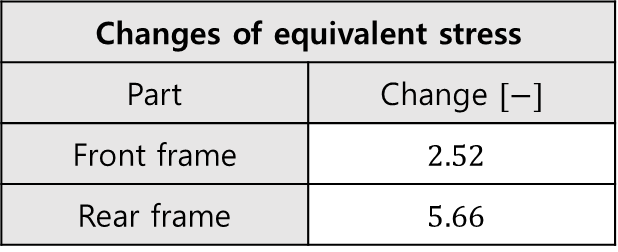 Changes of equivalent stress
Part Change [−]
Front frame 2.52
Rear frame 5.66